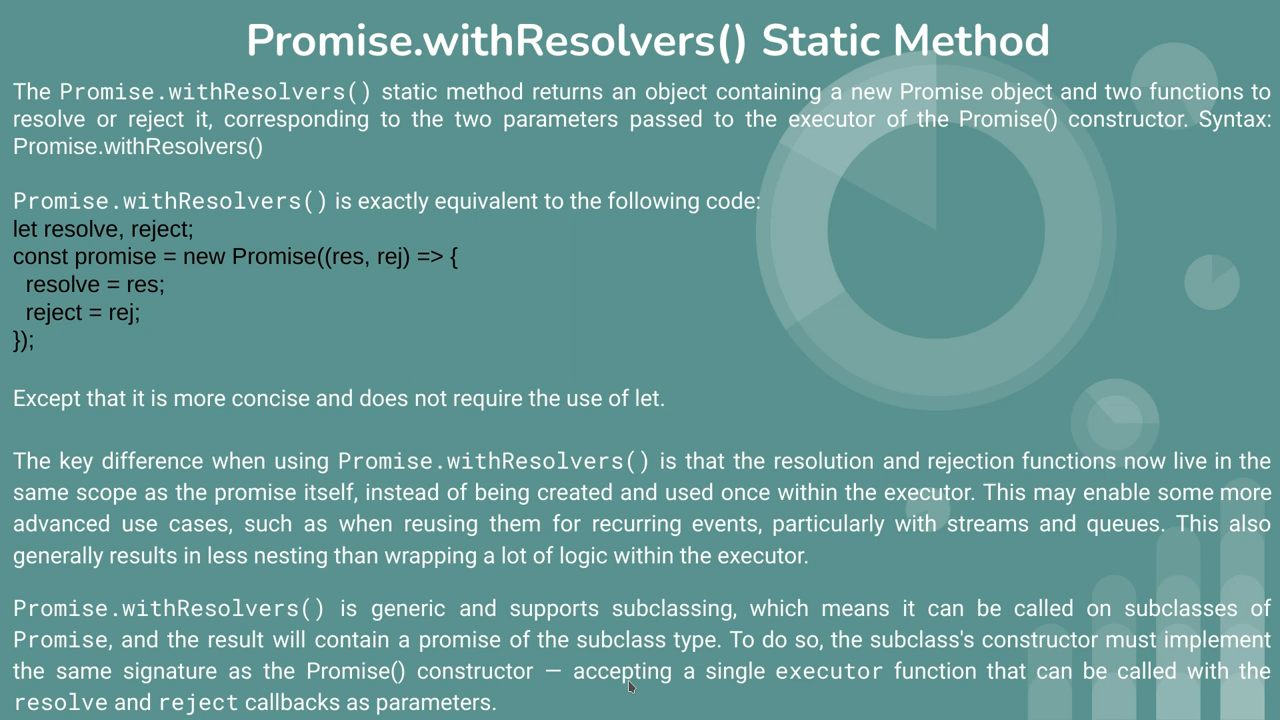 Promise.withResolvers() Static Method
The Promise.withResolvers() static method returns an object containing a new Promise object and two functions to
resolve or reject it, corresponding to the two parameters passed to the executor of the Promise() constructor. Syntax:
Promise.withResolvers()
Promise.withResolvers() is exactly equivalent to the following code:
let resolve, reject;
const promise = new Promise((res, rej) => {
  resolve = res;
  reject = rej;
});
Except that it is more concise and does not require the use of let.
The key difference when using Promise.withResolvers() is that the resolution and rejection functions now live in the
same scope as the promise itself, instead of being created and used once within the executor. This may enable some more
advanced use cases, such as when reusing them for recurring events, particularly with streams and queues. This also
generally results in less nesting than wrapping a lot of logic within the executor.
Promise.withResolvers() is generic and supports subclassing, which means it can be called on subclasses of
Promise, and the result will contain a promise of the subclass type. To do so, the subclass's constructor must implement
the same signature as the Promise() constructor — accepting a single executor function that can be called with the
resolve and reject callbacks as parameters.